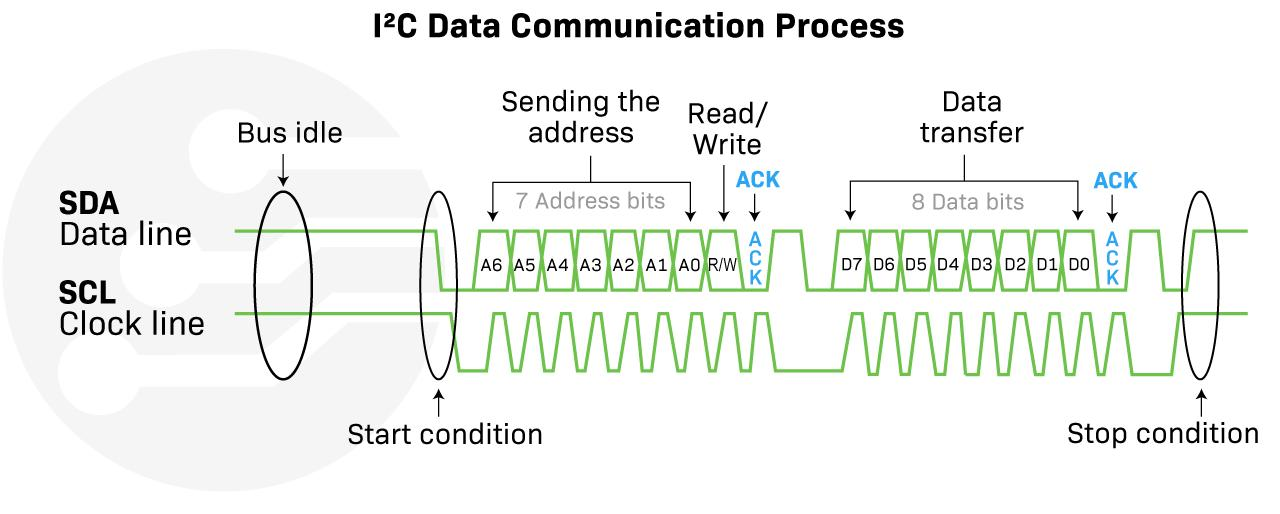 I²C Data Communication Process
Bus idle
Sending the
address
Read/
Write
Data
transfer
ACK
ACK
7 Address bits
8 Data bits
SDA
Data line
A6 A5 A4 A3 A2 A1 A0 R/W
A
C
K
D7 D6 D5 D4 D3 D2 D1 D0
A
C
K
SCL
Clock line
Start condition
Stop condition